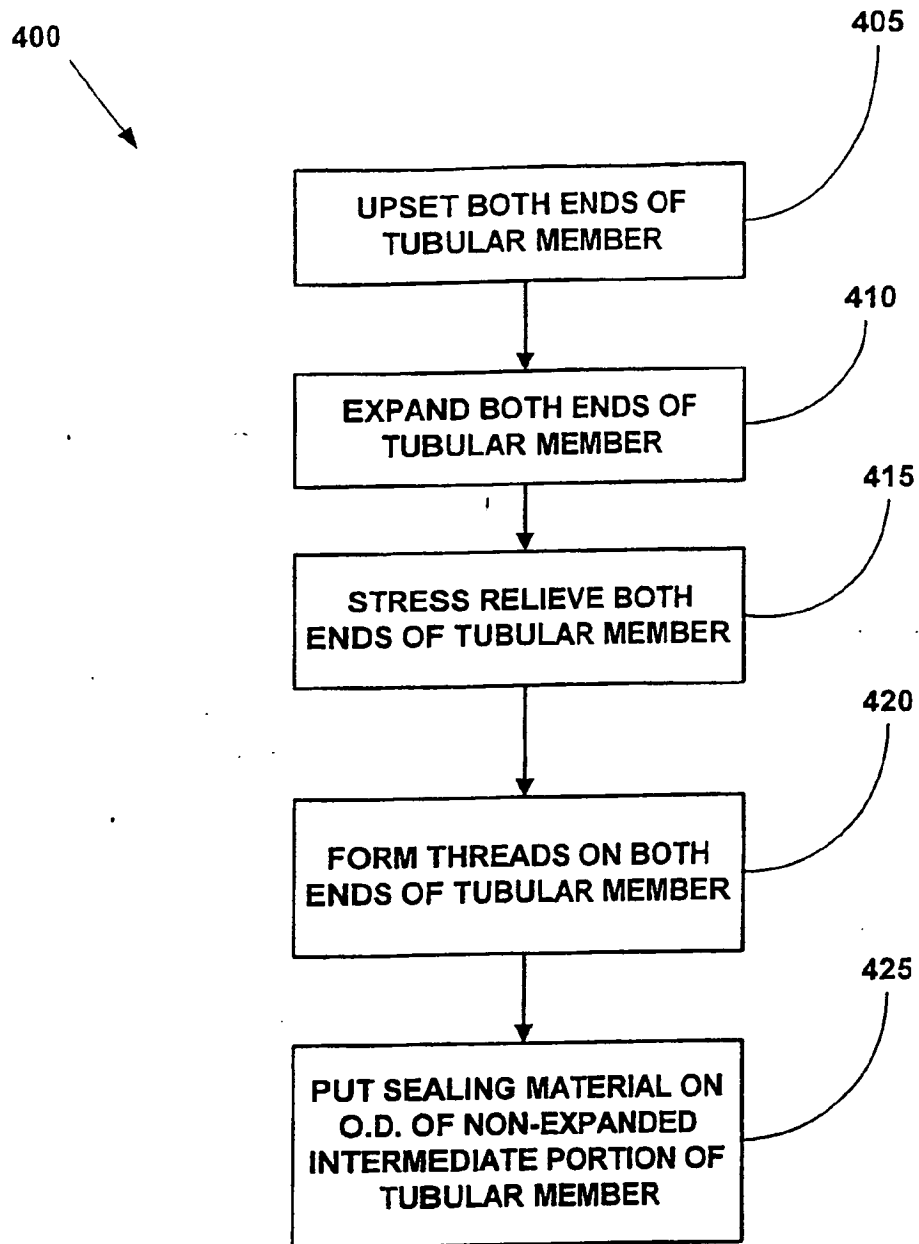 400
405
UPSET BOTH ENDS OF
TUBULAR MEMBER
410
EXPAND BOTH ENDS OF
TUBULAR MEMBER
415
STRESS RELIEVE BOTH
ENDS OF TUBULAR MEMBER
420
FORM THREADS ON BOTH
ENDS OF TUBULAR MEMBER
425
PUT SEALING MATERIAL ON
O.D. OF NON-EXPANDED
INTERMEDIATE PORTION OF
TUBULAR MEMBER